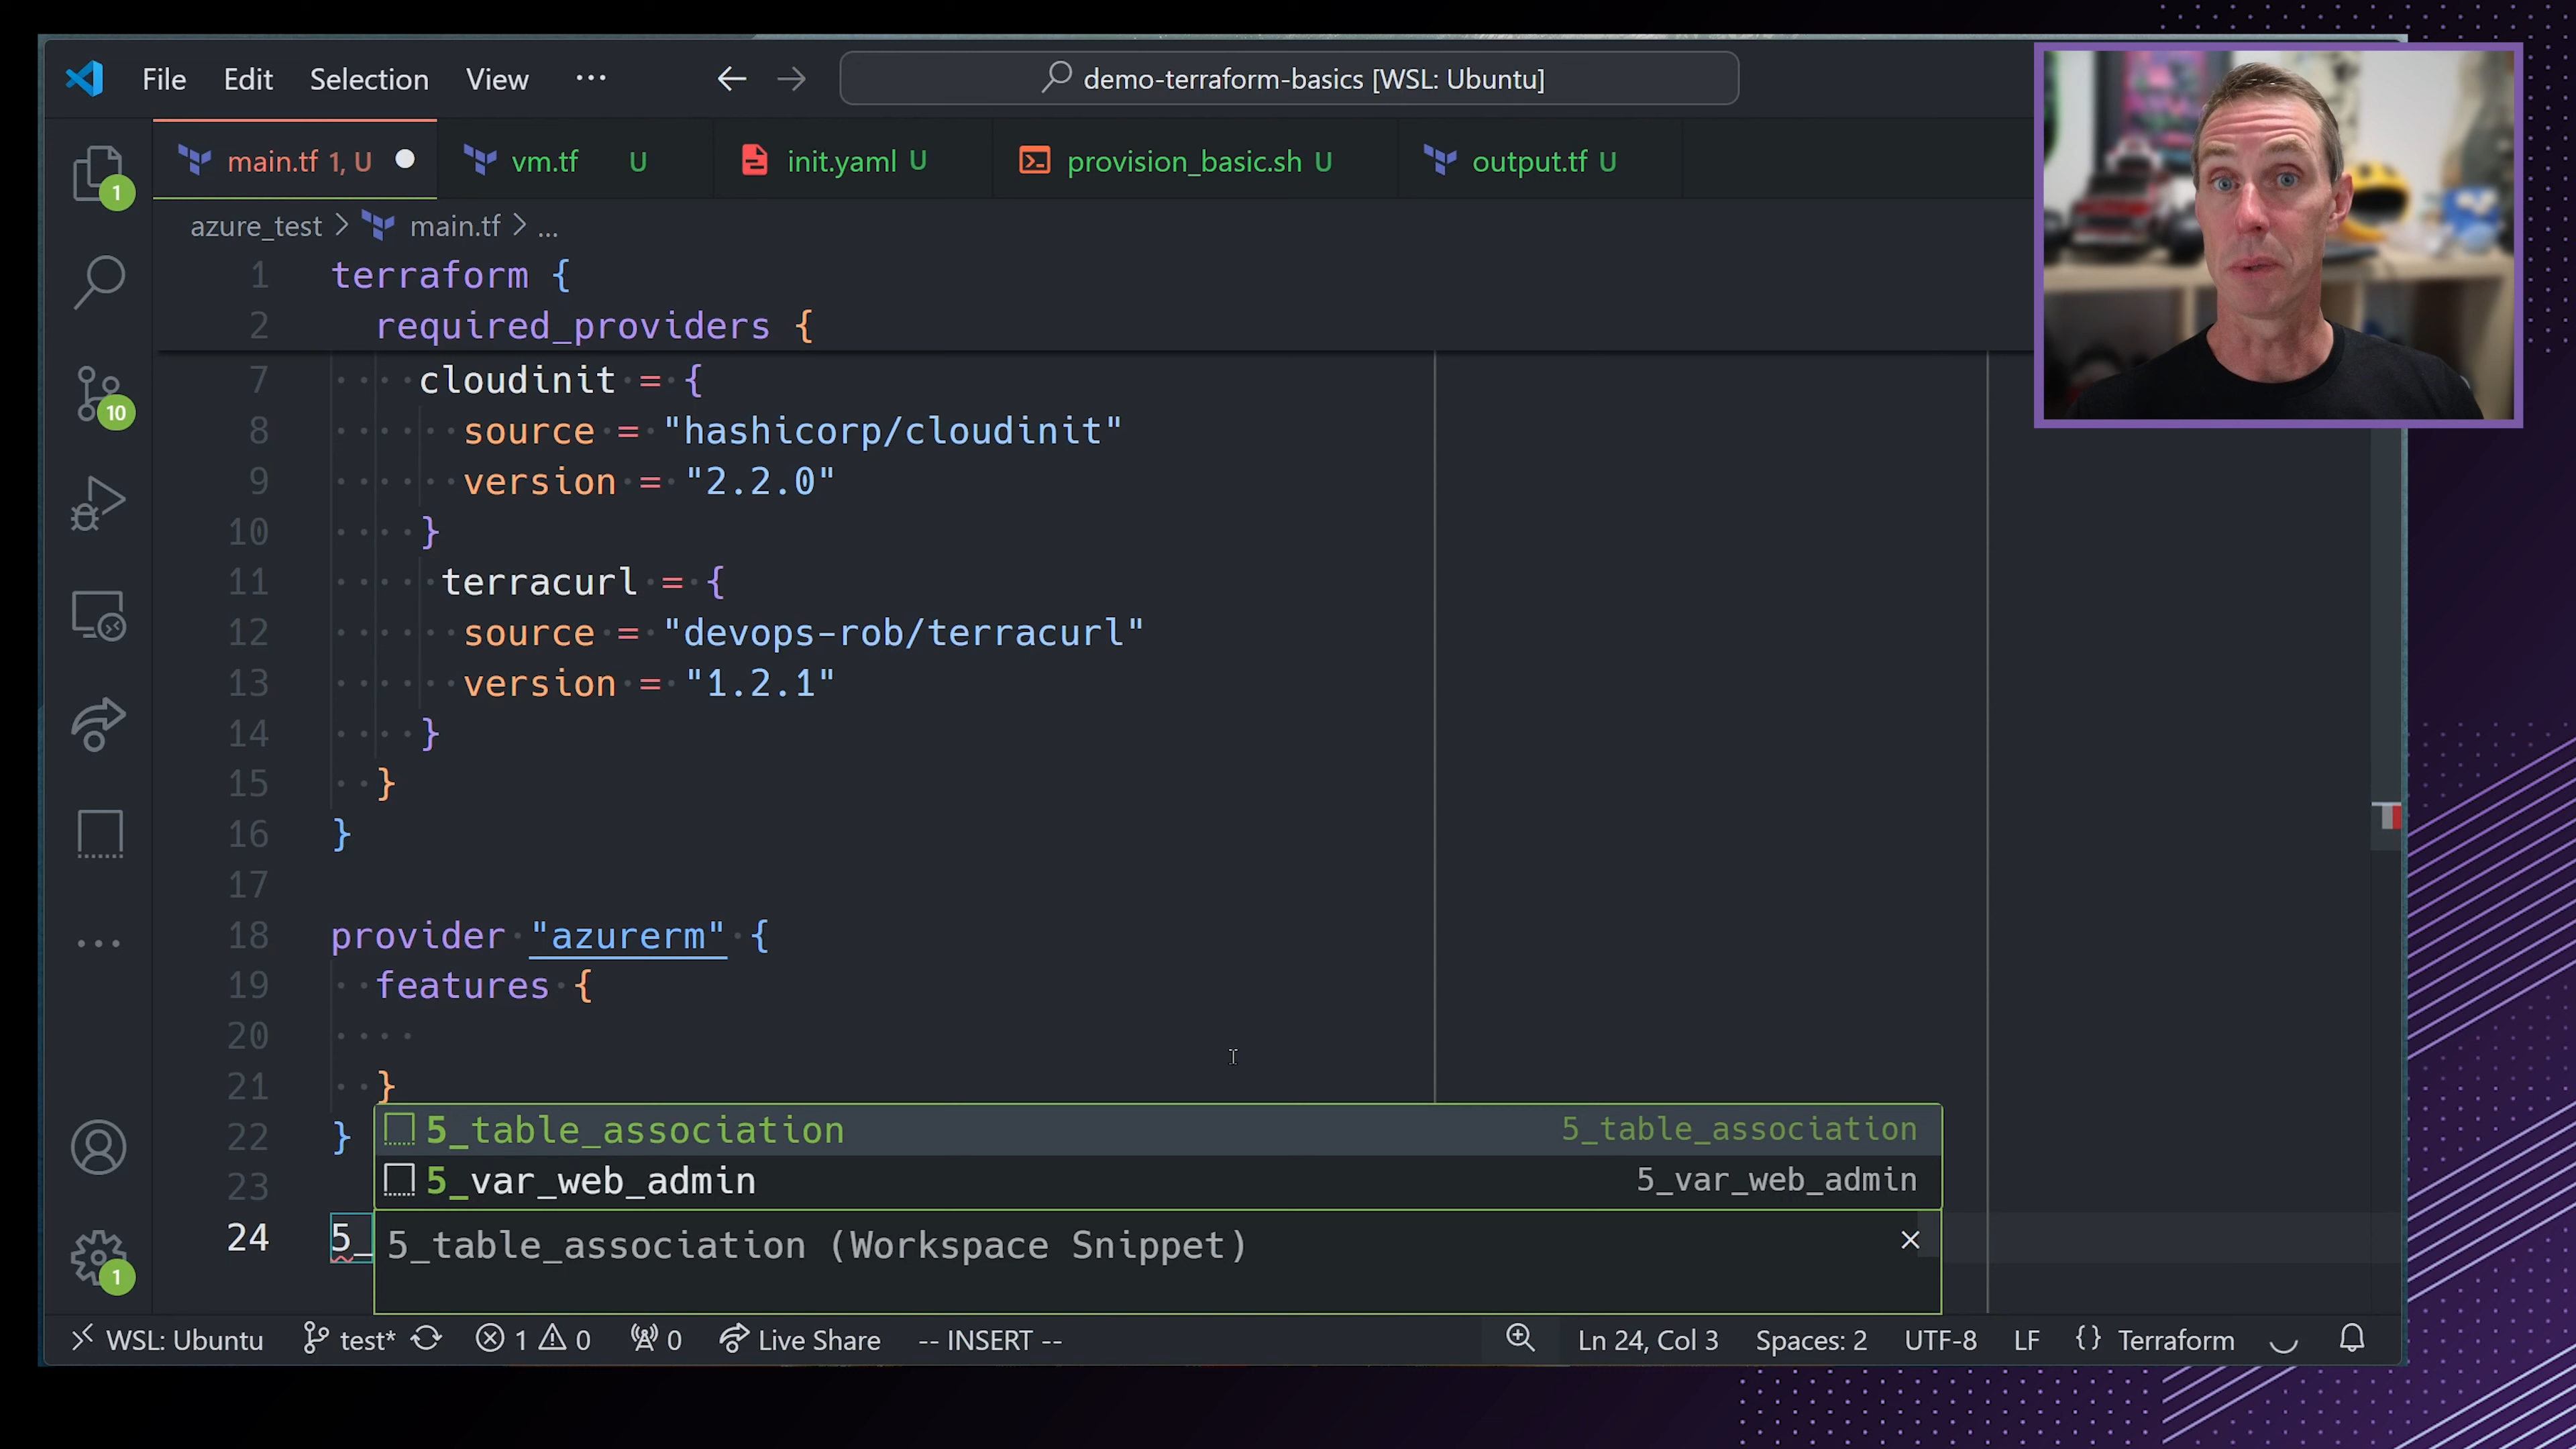 File Edit Selection View ··· demo-terraform-basics [WSL: Ubuntu]
main.tf 1, U vm.tf U init.yaml U provision_basic.sh U output.tf U
azure_test > main.tf > ...
1 terraform {
2 required_providers {
7 cloudinit = {
8 source = "hashicorp/cloudinit"
9 version = "2.2.0"
10 }
11 terracurl = {
12 source = "devops-rob/terracurl"
13 version = "1.2.1"
14 }
15 }
16 }
17
18 provider "azurerm" {
19 features {
20
21 }
22 }
5_table_association 5_table_association
23
5_var_web_admin 5_var_web_admin
24 5_
5_table_association (Workspace Snippet)
1
10
1
WSL: Ubuntu test* 1 0 0 Live Share -- INSERT -- Ln 24, Col 3 Spaces: 2 UTF-8 LF {} Terraform